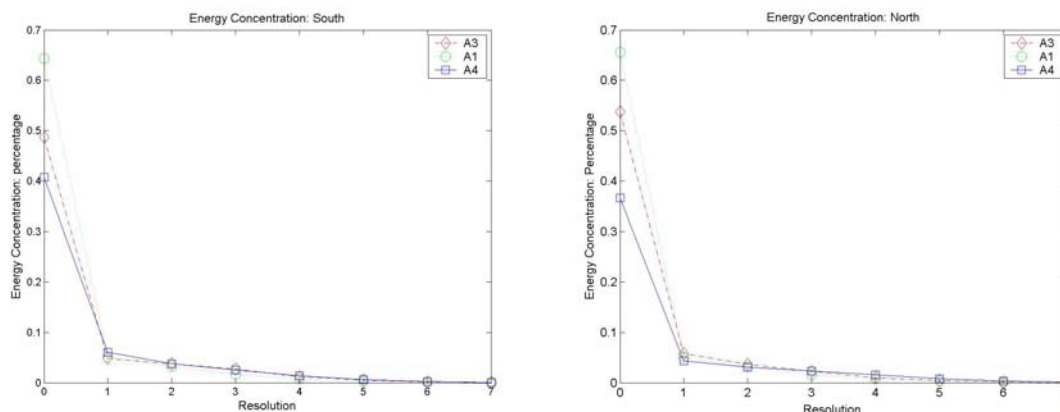 Energy Concentration: South
0.7
0.6
0.5
0.4
0.3
0.2
0.1
0
Energy Concentration: percentage
A3
A1
A4
0 1 2 3 4 5 6 7
Resolution
Energy Concentration: North
0.7
0.6
0.5
0.4
0.3
0.2
0.1
0
Energy Concentration: Percentage
A3
A1
A4
0 1 2 3 4 5 6
Resolution